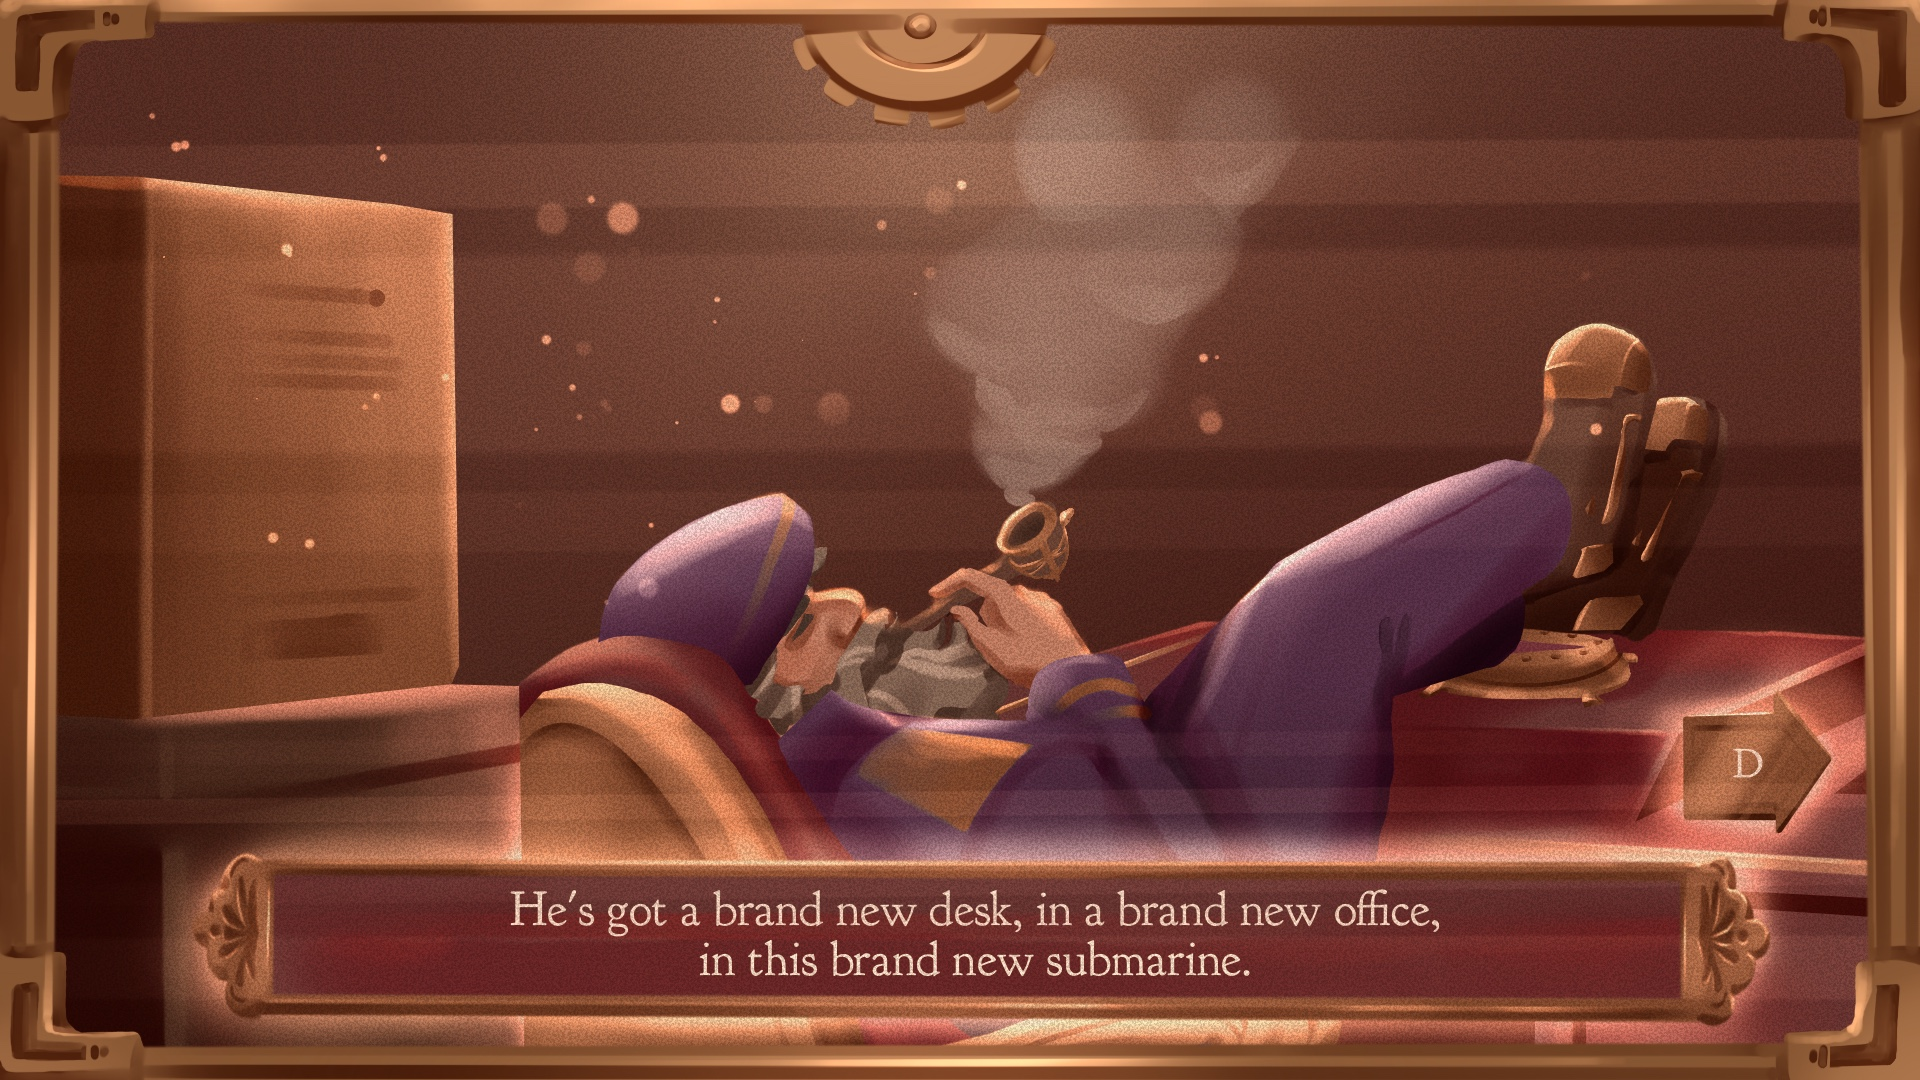 D
He's got a brand new desk, in a brand new office,
in this brand new submarine.